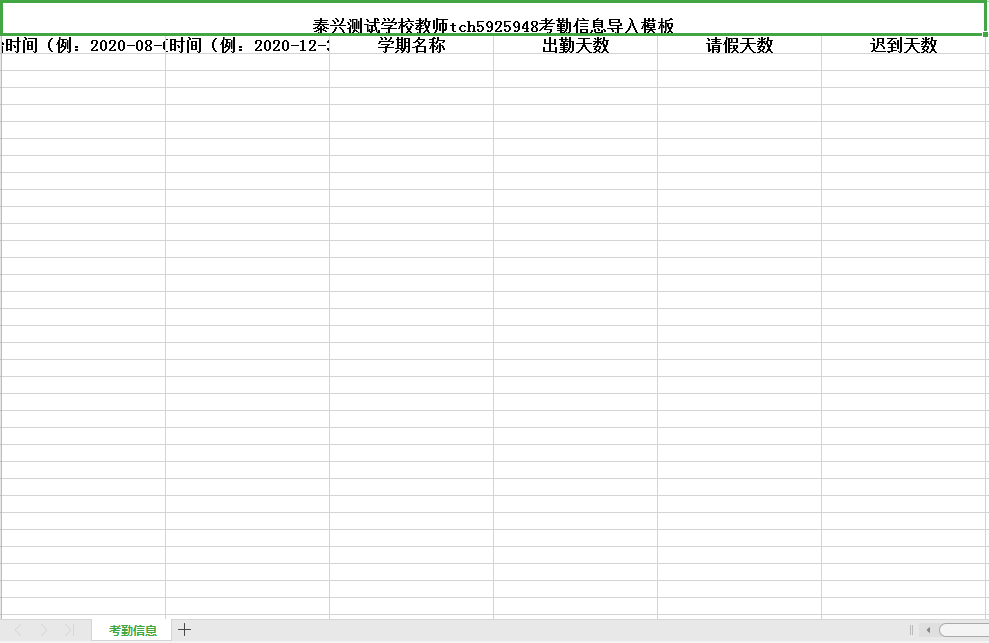 泰兴测试学校教师tch5925948考勤信息导入模板
时间（例：2020-08-0 时间（例：2020-12-3 学期名称 出勤天数 请假天数 迟到天数
考勤信息